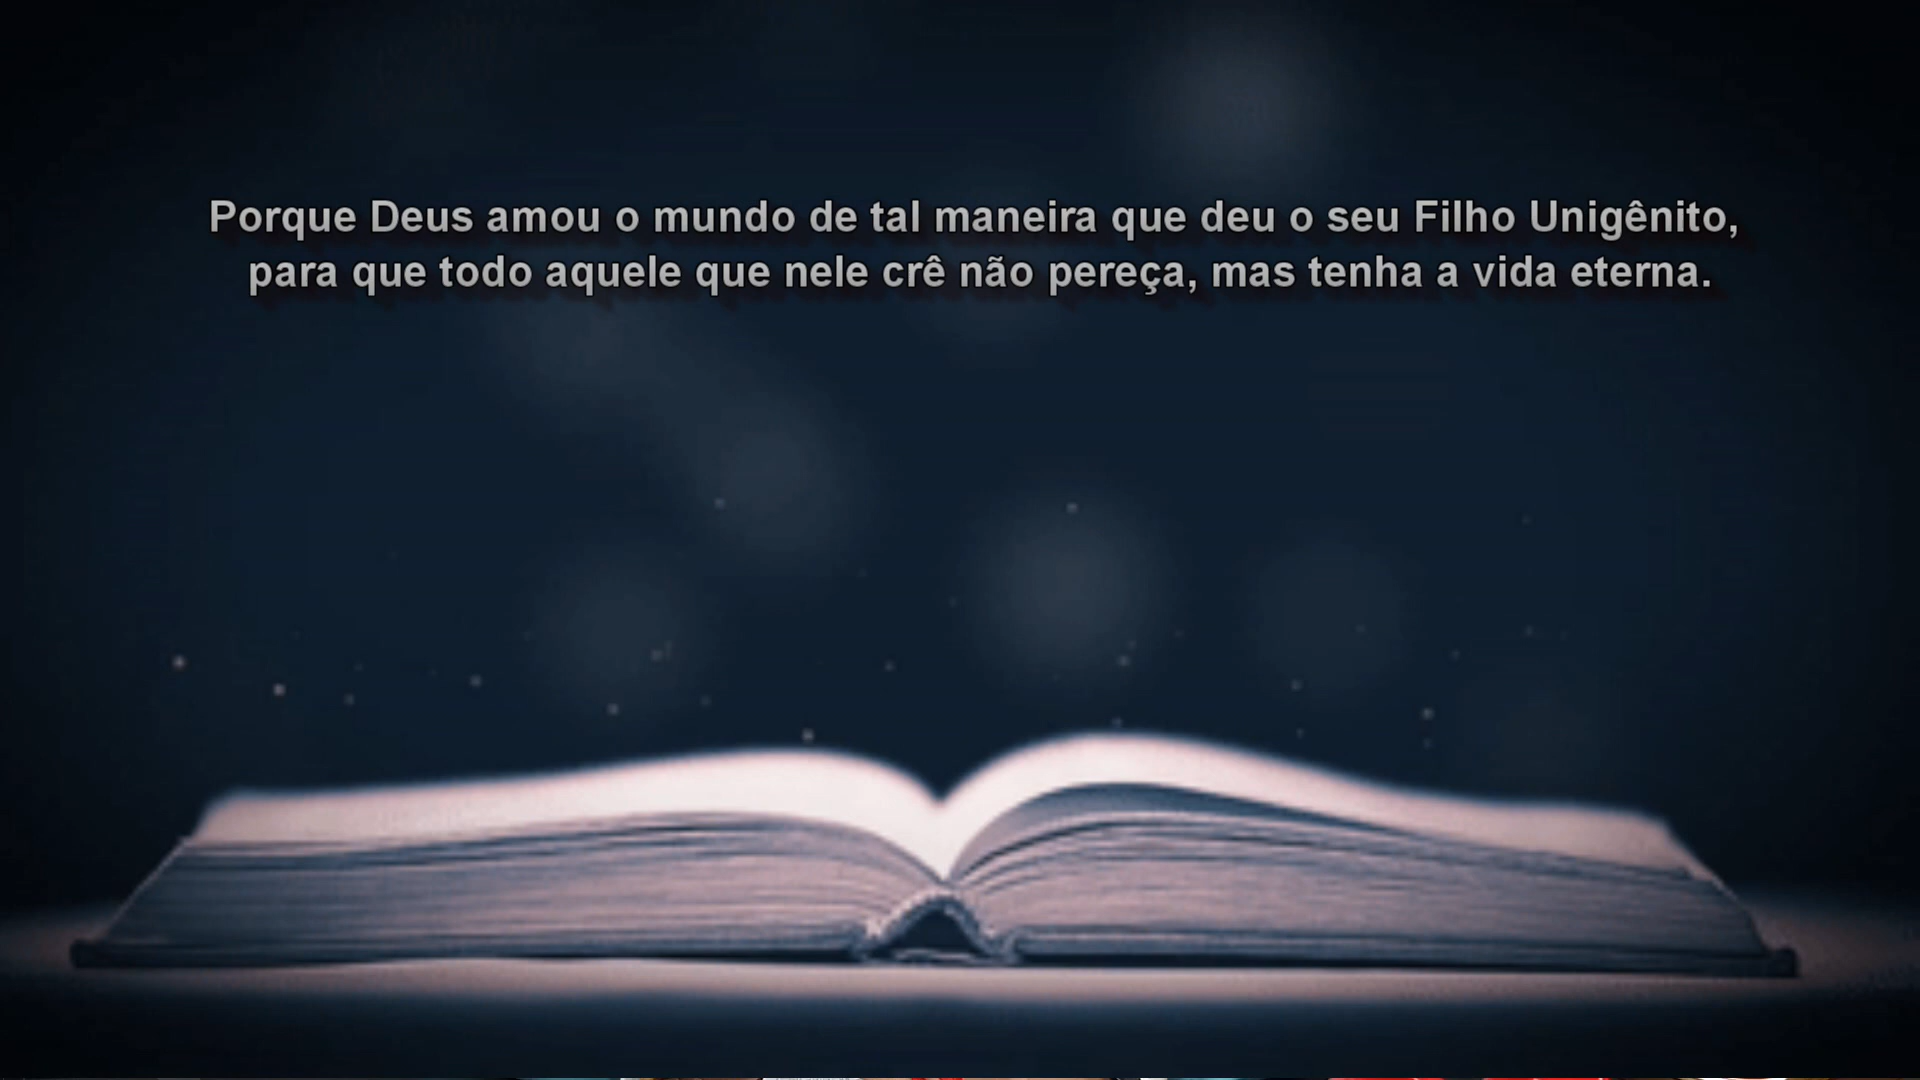 Porque Deus amou o mundo de tal maneira que deu o seu Filho Unigênito,
para que todo aquele que nele crê não pereça, mas tenha a vida eterna.